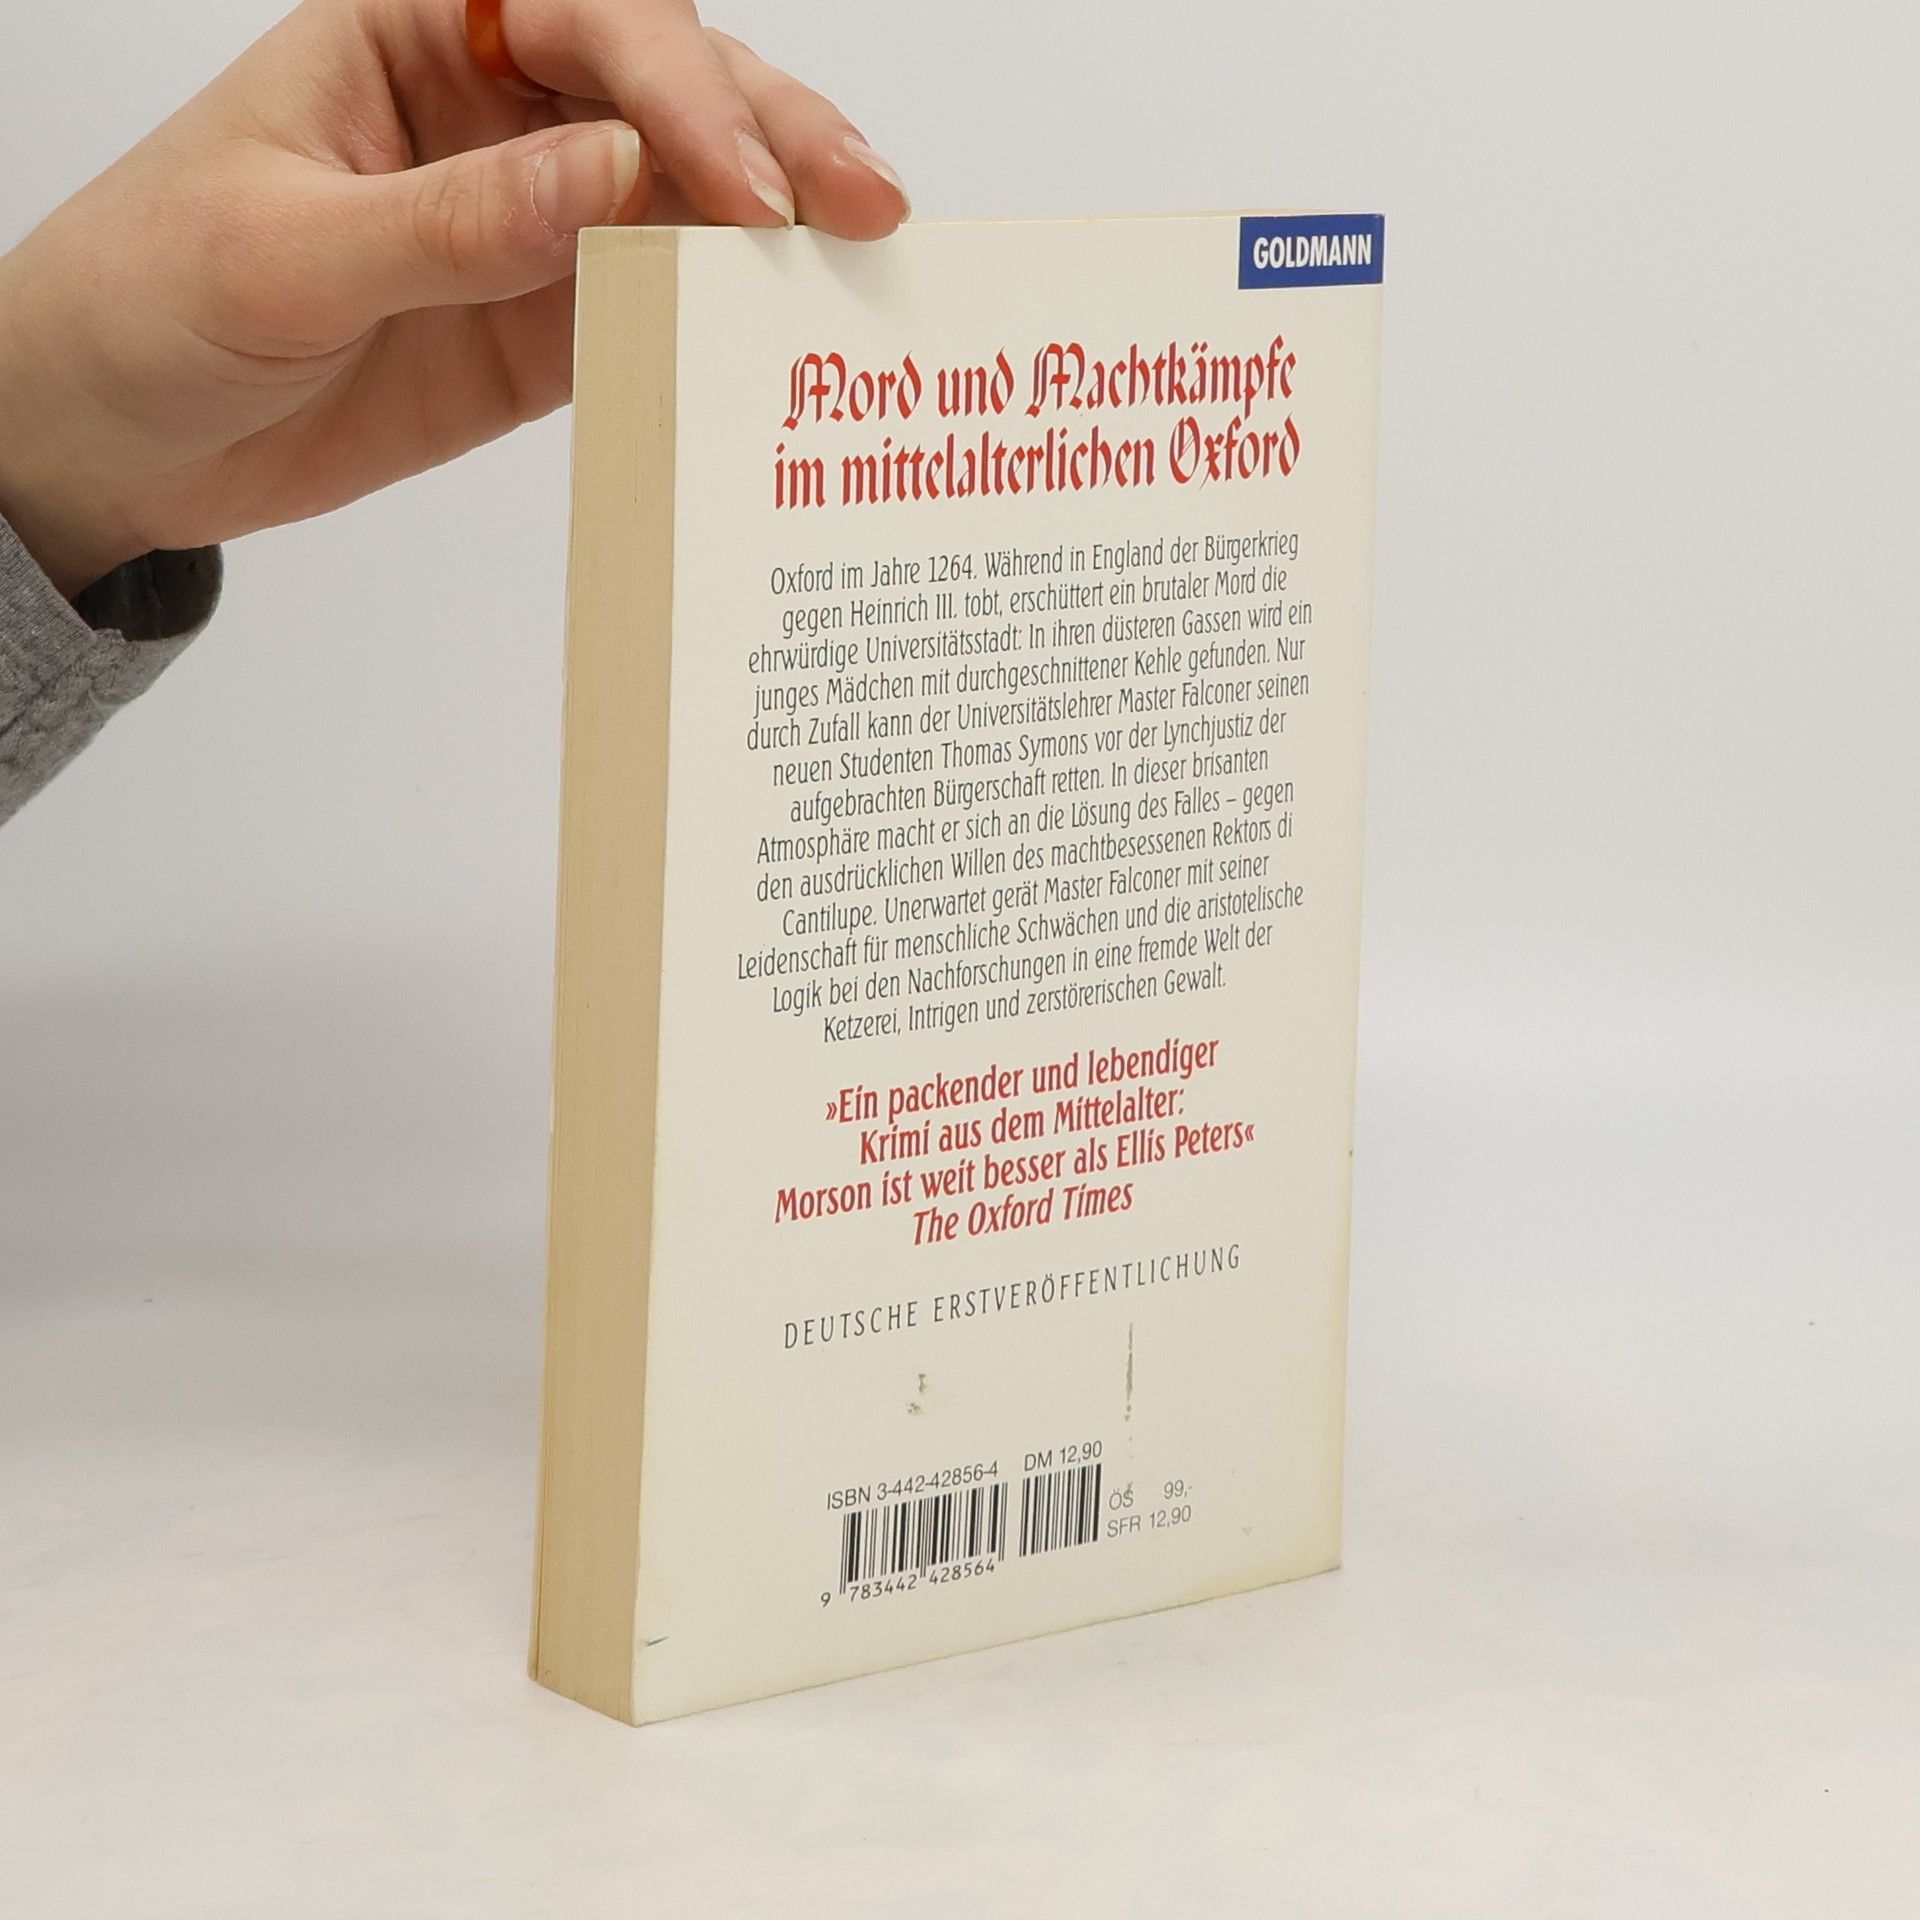 GOLDMANN
Mord und Machtkämpfe
im mittelalterlichen Oxford
Oxford im Jahre 1264. Während in England der Bürgerkrieg
gegen Heinrich III. tobt, erschüttert ein brutaler Mord die
ehrwürdige Universitätsstadt: In ihren düsteren Gassen wird ein
junges Mädchen mit durchgeschnittener Kehle gefunden. Nur
durch Zufall kann der Universitätslehrer Master Falconer seinen
neuen Studenten Thomas Symons vor der Lynchjustiz der
aufgebrachten Bürgerschaft retten. In dieser brisanten
Atmosphäre macht er sich an die Lösung des Falles – gegen
den ausdrücklichen Willen des machtbesessenen Rektors di
Cantilupe. Unerwartet gerät Master Falconer mit seiner
Leidenschaft für menschliche Schwächen und die aristotelische
Logik bei den Nachforschungen in eine fremde Welt der
Ketzerei, Intrigen und zerstörerischen Gewalt.
»Ein packender und lebendiger
Krimi aus dem Mittelalter:
Morson ist weit besser als Ellis Peters«
The Oxford Times
DEUTSCHE ERSTVERÖFFENTLICHUNG
ISBN 3-442-42856-4 DM 12,90
ÖS 99,-
SFR 12,90
9 783442 428564